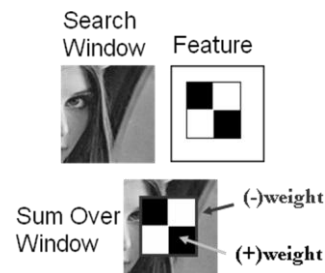 Search
Window
Feature
Sum Over
Window
(-)weight
(+)weight